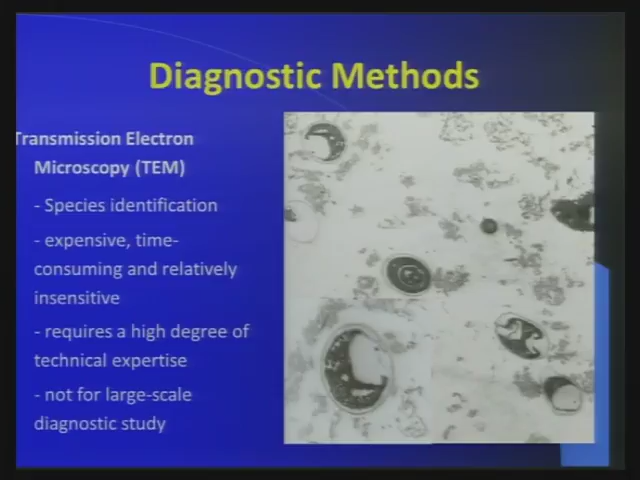 Diagnostic Methods
Transmission Electron
Microscopy (TEM)
- Species identification
- expensive, time-
consuming and relatively
insensitive
- requires a high degree of
technical expertise
- not for large-scale
diagnostic study